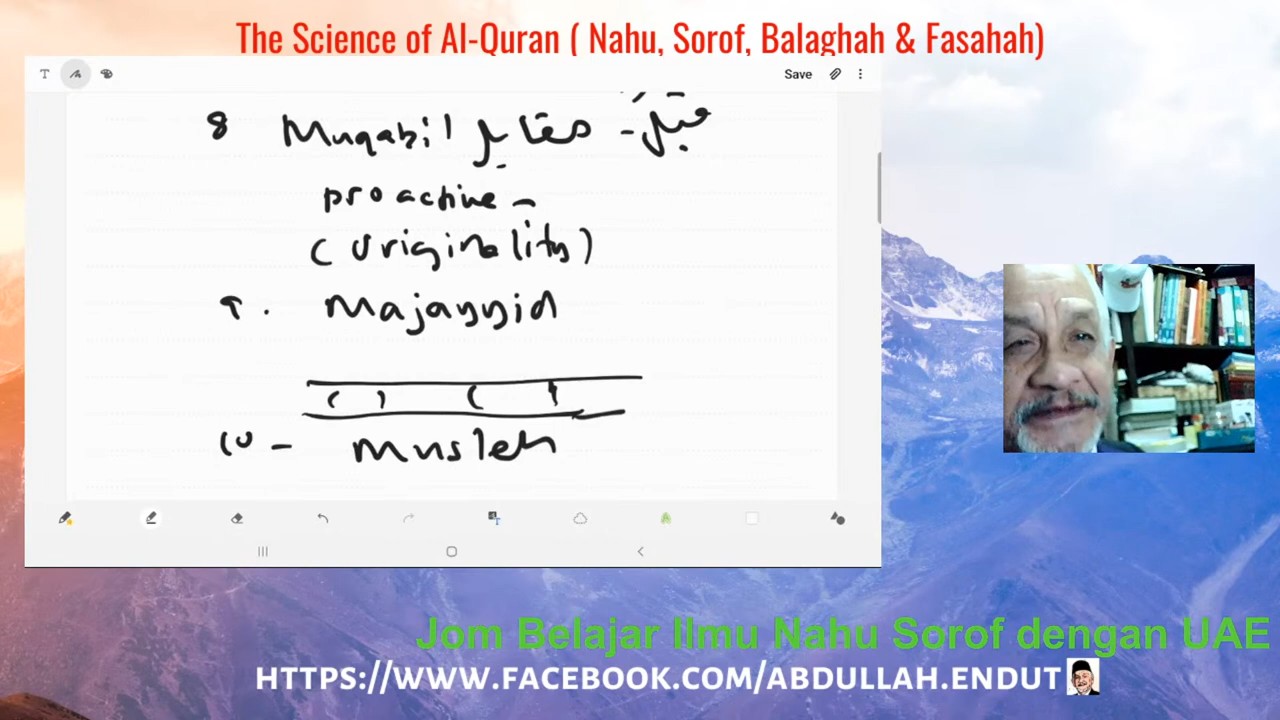 The Science of Al-Quran ( Nahu, Sorof, Balaghah & Fasahah)
T
Save
8 Muqabil مقابل - قبل
proactive -
(Originality)
9. Majayyid
10 - Musleh
Jom Belajar Ilmu Nahu Sorof dengan UAE
HTTPS://WWW.FACEBOOK.COM/ABDULLAH.ENDUT